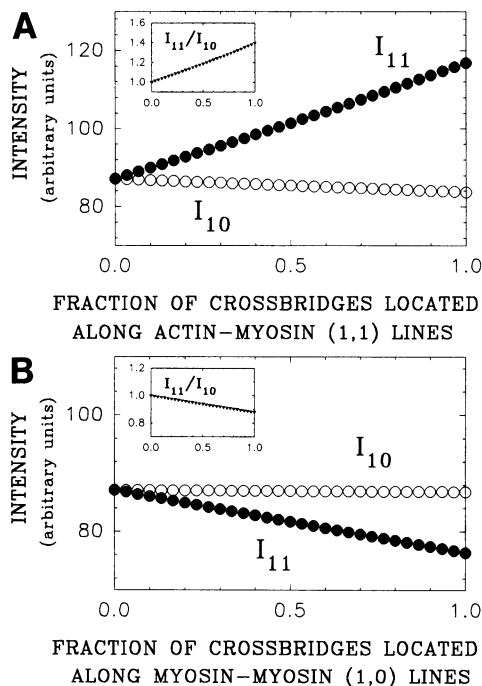 A
I11/I10
1.6
1.4
1.2
1.0
0.0 0.5 1.0
I11
120
100
80
INTENSITY
(arbitrary units)
I10
0.0 0.5 1.0
FRACTION OF CROSSBRIDGES LOCATED
ALONG ACTIN-MYOSIN (1,1) LINES
B
I11/I10
1.2
1.0
0.8
0.0 0.5 1.0
100
80
INTENSITY
(arbitrary units)
I10
I11
0.0 0.5 1.0
FRACTION OF CROSSBRIDGES LOCATED
ALONG MYOSIN-MYOSIN (1,0) LINES